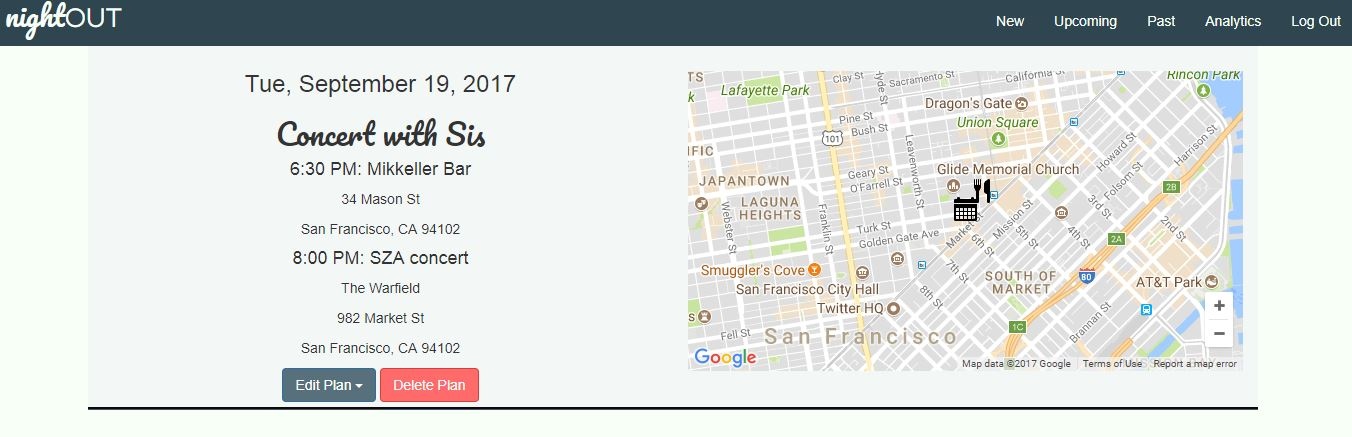 nightOUT
New Upcoming Past Analytics Log Out
Tue, September 19, 2017
Concert with Sis
6:30 PM: Mikkeller Bar
34 Mason St
San Francisco, CA 94102
8:00 PM: SZA concert
The Warfield
982 Market St
San Francisco, CA 94102
Edit Plan Delete Plan
TS
k
Lafayette Park
Clay St
Hyde St
Sacramento St
California St
Rincon Park
Dragon's Gate
Union Square
Pine St
Bush St
101
Leavenworth St
IFIC
Geary St
O'Farrell St
Glide Memorial Church
Howard St
Folsom St
Harrison St
JAPANTOWN
LAGUNA
HEIGHTS
Webster St
Franklin St
Turk St
Golden Gate Ave
Market St
Mission St
6th St
5th St
4th St
3rd St
2nd St
2B
2A
7th St
8th St
Smuggler's Cove
San Francisco City Hall
Twitter HQ
SOUTH OF
MARKET
80
AT&T Park
s
Fell St
San Francisco
1C
Brannan St
+
−
Google
Map data ©2017 Google Terms of Use Report a map error